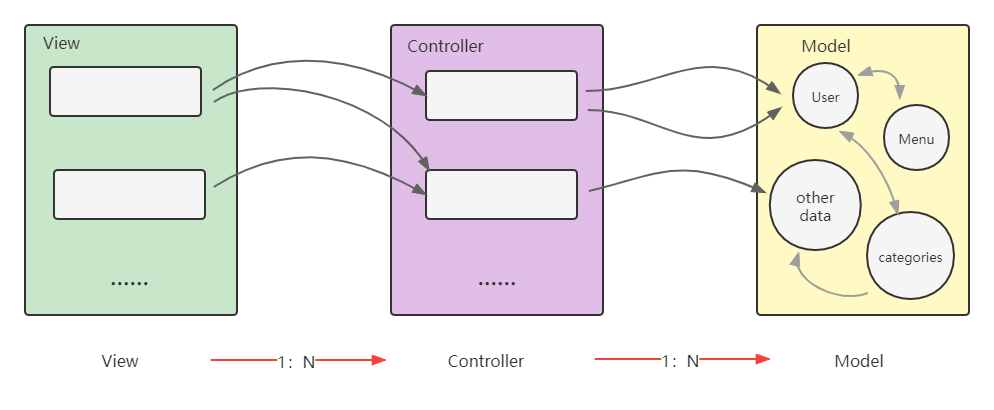 View
Controller
Model
User
Menu
other
data
categories
......
......
View
1: N
Controller
1: N
Model